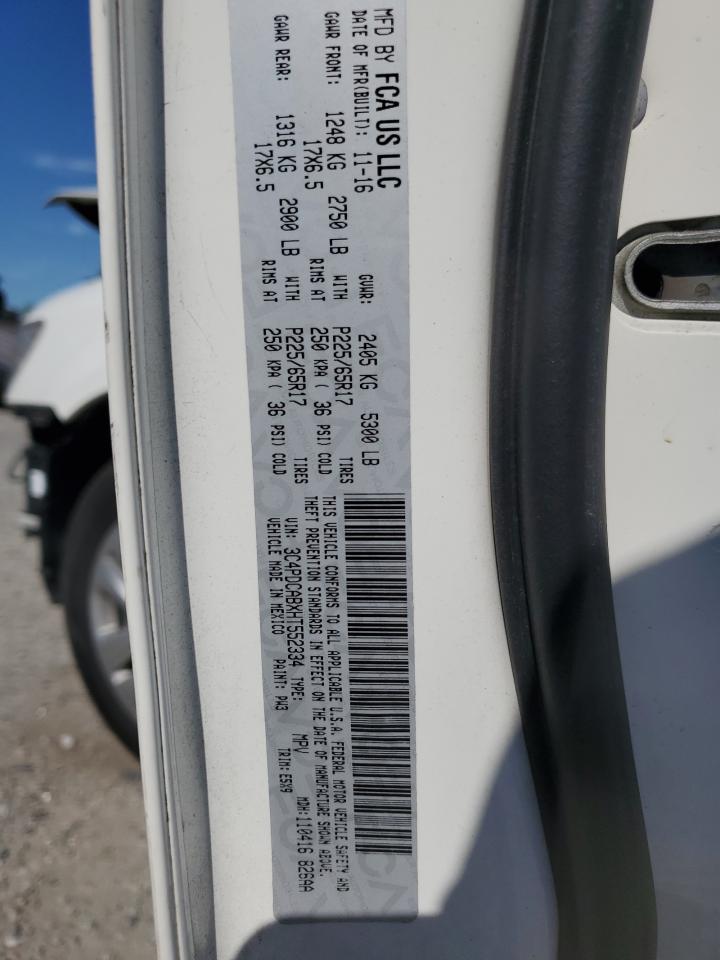 MFD BY FCA US LLC
DATE OF MFR(BUILT): 11-16 GVWR: 2405 KG 5300 LB
GAWR FRONT: 1248 KG 2750 LB WITH P225/65R17 TIRES
17X6.5 RIMS AT 250 KPA( 36 PSI) COLD
GAWR REAR: 1316 KG 2900 LB WITH P225/65R17 TIRES
17X6.5 RIMS AT 250 KPA( 36 PSI) COLD
THIS VEHICLE CONFORMS TO ALL APPLICABLE U.S.A. FEDERAL MOTOR VEHICLE SAFETY AND
THEFT PREVENTION STANDARDS IN EFFECT ON THE DATE OF MANUFACTURE SHOWN ABOVE.
VIN: 3C4PDCABXHT552334 TYPE: MPV MDH:110416 826AA
VEHICLE MADE IN MEXICO PAINT: PW3 TRIM:E5X9